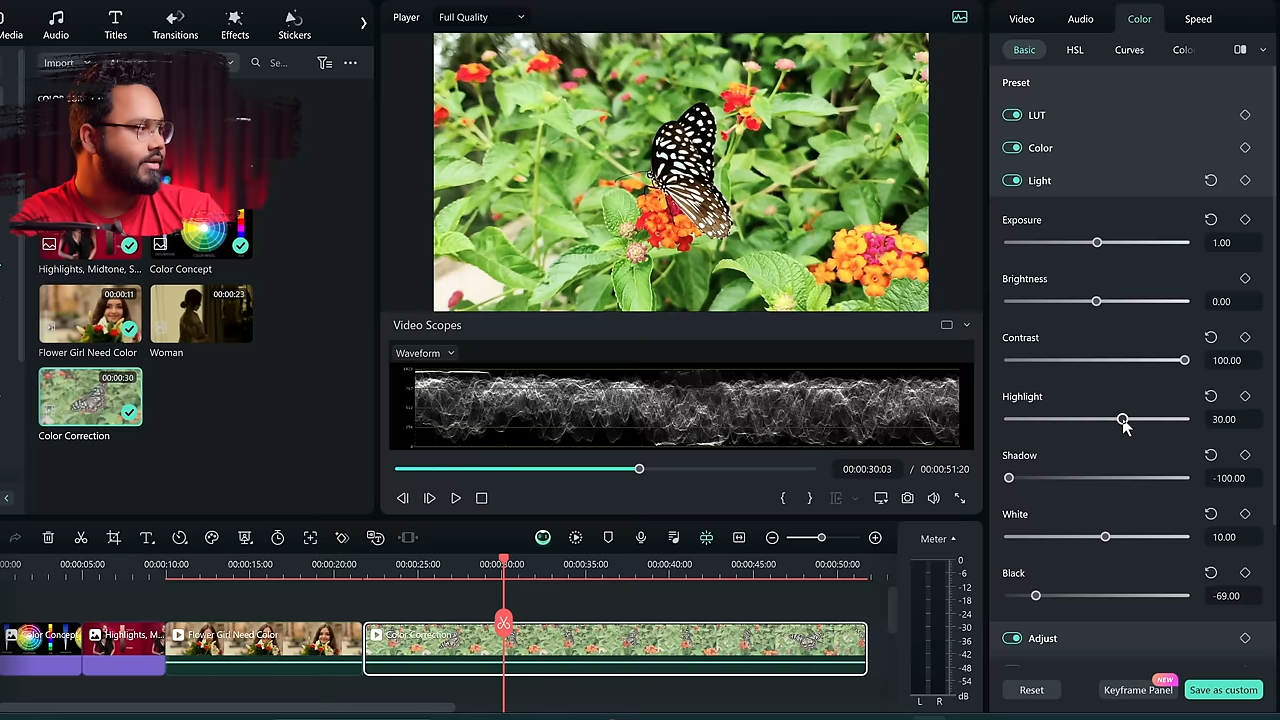 Media
Audio
Titles
Transitions
Effects
Stickers
Import
Se...
Highlights, Midtone, S...
Color Concept
00:00:11
00:00:23
Flower Girl Need Color
Woman
00:00:30
Color Correction
Player
Full Quality
Video Scopes
Waveform
1023
00:00:30:03 / 00:00:51:20
Video
Audio
Color
Speed
Basic
HSL
Curves
Colo
Preset
LUT
Color
Light
Exposure
1.00
Brightness
0.00
Contrast
100.00
Highlight
30.00
Shadow
-100.00
White
10.00
Black
-69.00
Adjust
Reset
NEW
Keyframe Panel
Save as custom
00:00
00:00:05:00
00:00:10:00
00:00:15:00
00:00:20:00
00:00:25:00
00:00:30:00
00:00:35:00
00:00:40:00
00:00:45:00
00:00:50:00
Color Concept
Highlights, M...
Flower Girl Need Color
Color Correction
Meter
0
-6
-12
-18
-24
-30
-36
-42
-48
-54
dB
L R